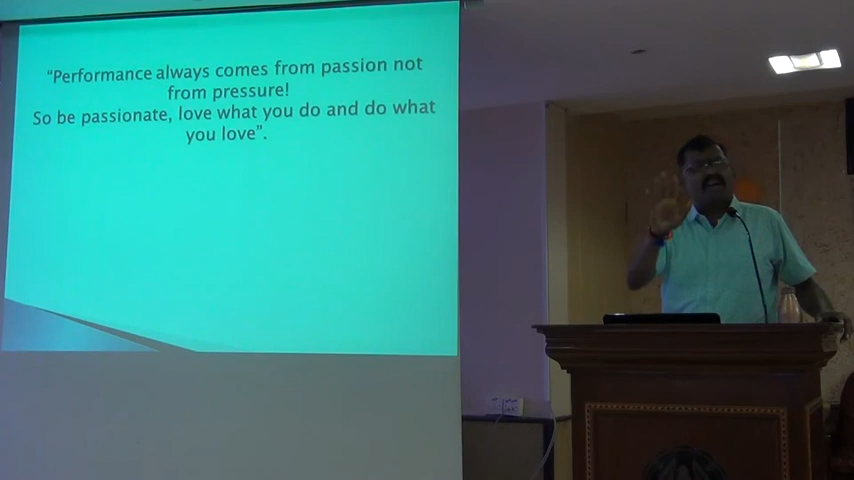 “Performance always comes from passion not
from pressure!
So be passionate, love what you do and do what
you love”.